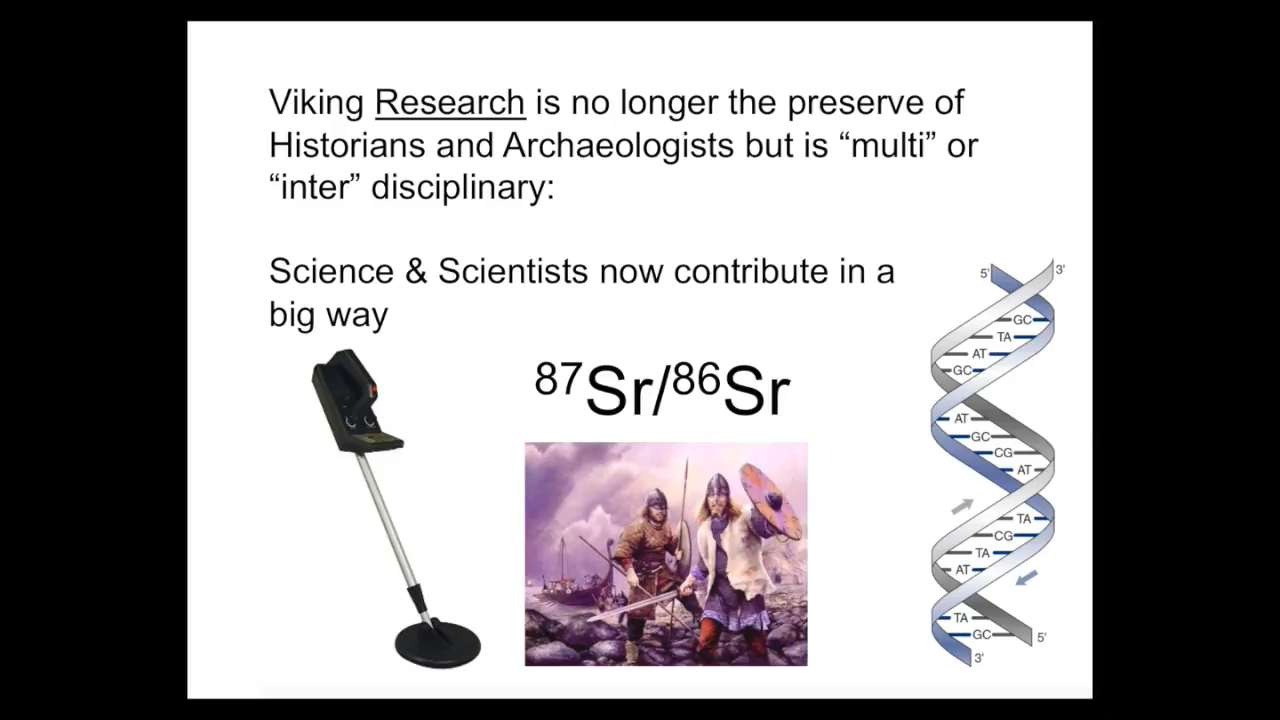 Viking Research is no longer the preserve of
Historians and Archaeologists but is “multi” or
“inter” disciplinary:
Science & Scientists now contribute in a
big way
⁸⁷Sr/⁸⁶Sr
5' 3'
GC
TA
AT
GC
AT
GC
CG
AT
TA
CG
TA
AT
TA
GC 5'
3'